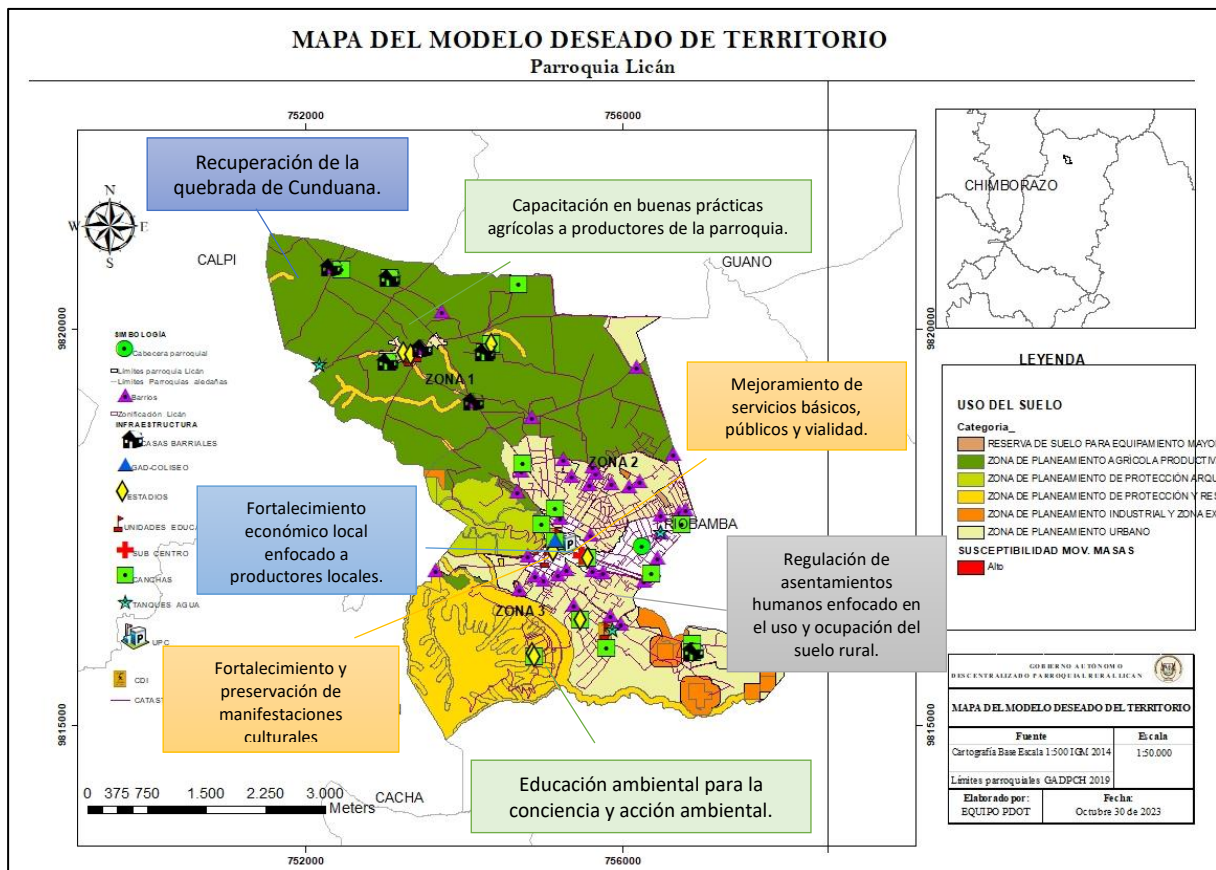 MAPA DEL MODELO DESEADO DE TERRITORIO
Parroquia Licán
752000
756000
Recuperación de la
quebrada de Cunduana.
Capacitación en buenas prácticas
agrícolas a productores de la parroquia.
N
W
E
S
CALPI
GUANO
CHIMBORAZO
9820000
9820000
SIMBOLOGÍA
Cabecera parroquial
Límites parroquia Licán
Límites Parroquias aledañas
Barrios
Zonificación Licán
INFRAESTRUCTURA
CASAS BARRIALES
GAD-COLISEO
ESTADIOS
UNIDADES EDUCA
SUB CENTRO
CANCHAS
TANQUES AGUA
UPC
CDI
CATAS
ZONA 1
Mejoramiento de
servicios básicos,
públicos y vialidad.
ZONA 2
RIOBAMBA
Fortalecimiento
económico local
enfocado a
productores locales.
P
P
Regulación de
asentamientos
humanos enfocado en
el uso y ocupación del
suelo rural.
ZONA 3
Fortalecimiento y
preservación de
manifestaciones
culturales
Educación ambiental para la
conciencia y acción ambiental.
9815000
9815000
CACHA
0 375 750 1.500 2.250 3.000
Meters
752000
756000
LEYENDA
USO DEL SUELO
Categoria_
RESERVA DE SUELO PARA EQUIPAMIENTO MAYO
ZONA DE PLANEAMIENTO AGRÍCOLA PRODUCTIV
ZONA DE PLANEAMIENTO DE PROTECCIÓN ARQU
ZONA DE PLANEAMIENTO DE PROTECCIÓN Y RES
ZONA DE PLANEAMIENTO INDUSTRIAL Y ZONA EX
ZONA DE PLANEAMIENTO URBANO
SUSCEPTIBILIDAD MOV. MASAS
Alto
GOBIERNO AUTÓNOMO
DESCENTRALIZADO PARROQUIAL RURAL LICAN
MAPA DEL MODELO DESEADO DEL TERRITORIO
Fuente
Escala
Cartografía Base Escala 1:500 IGM 2014
1:50.000
Límites parroquiales GADPCH 2019
Elaborado por:
EQUIPO PDOT
Fecha:
Octubre 30 de 2023